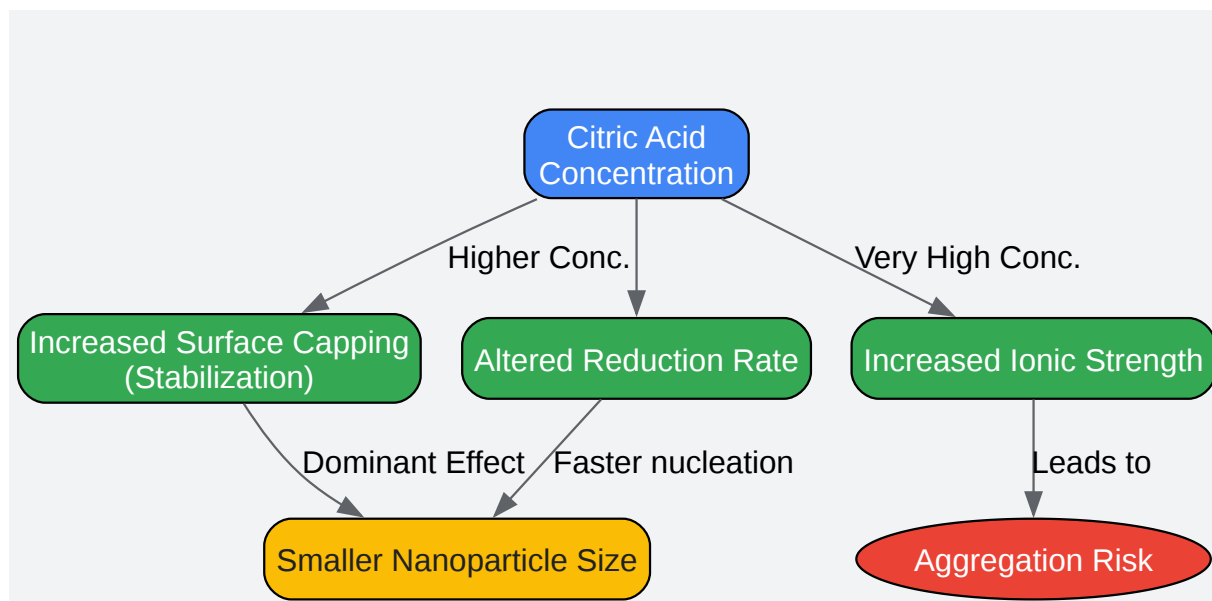 Citric Acid
Concentration
Higher Conc.
Very High Conc.
Increased Surface Capping
(Stabilization)
Altered Reduction Rate
Increased Ionic Strength
Dominant Effect
Faster nucleation
Leads to
Smaller Nanoparticle Size
Aggregation Risk